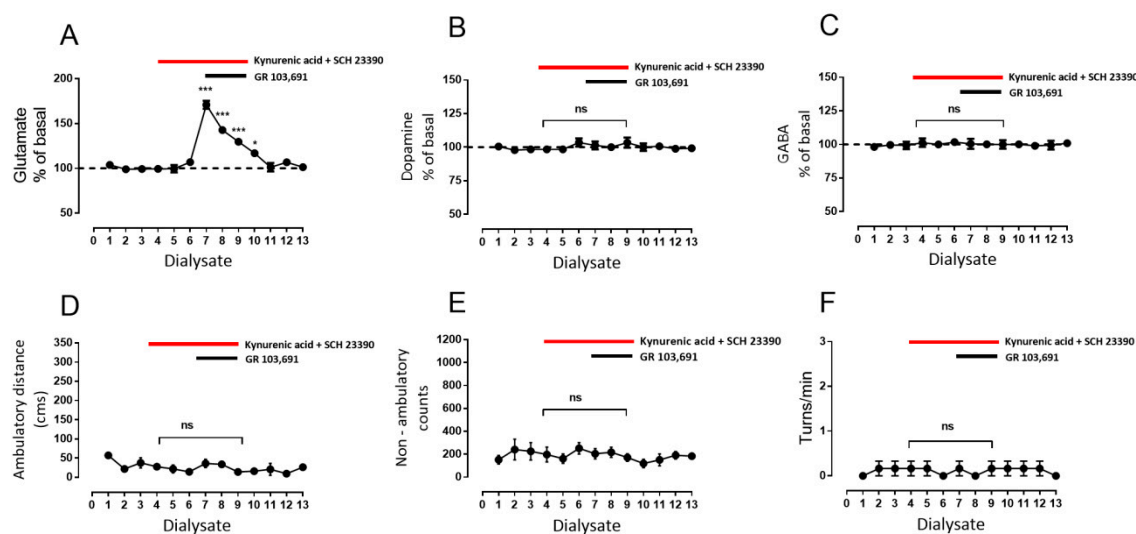 A
Kynurenic acid + SCH 23390
GR 103,691
200
150
100
50
Glutamate
% of basal
***
***
***
*
0 1 2 3 4 5 6 7 8 9 10 11 12 13
Dialysate
B
Kynurenic acid + SCH 23390
GR 103,691
150
125
100
75
50
Dopamine
% of basal
ns
0 1 2 3 4 5 6 7 8 9 10 11 12 13
Dialysate
C
Kynurenic acid + SCH 23390
GR 103,691
150
125
100
75
50
GABA
% of basal
ns
0 1 2 3 4 5 6 7 8 9 10 11 12 13
Dialysate
D
Kynurenic acid + SCH 23390
GR 103,691
350
300
250
200
150
100
50
0
Ambulatory distance
(cms)
ns
0 1 2 3 4 5 6 7 8 9 10 11 12 13
Dialysate
E
Kynurenic acid + SCH 23390
GR 103,691
1200
1000
800
600
400
200
0
Non - ambulatory
counts
ns
0 1 2 3 4 5 6 7 8 9 10 11 12 13
Dialysate
F
Kynurenic acid + SCH 23390
GR 103,691
3
2
1
0
Turns/min
ns
0 1 2 3 4 5 6 7 8 9 10 11 12 13
Dialysate